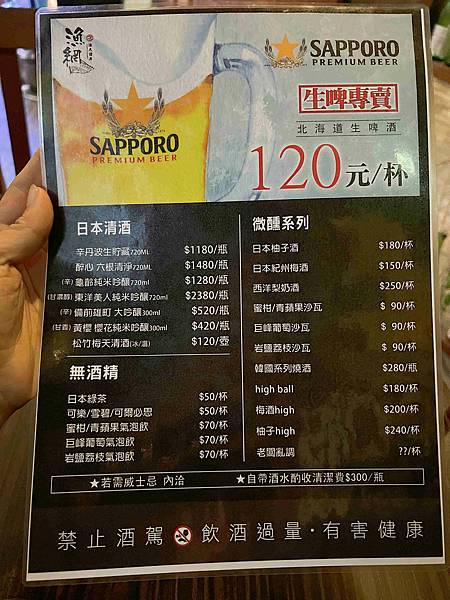 漁網
SAPPORO
PREMIUM BEER
SAPPORO
PREMIUM BEER
生啤專賣
北海道生啤酒
120元/杯
日本清酒
辛丹波生貯藏720ML $1180/瓶
醉心 六根清淨720ML $1480/瓶
(辛) 龜齡純米吟釀720ml $1280/瓶
(甘濃醇) 東洋美人純米吟釀720ml $2380/瓶
(辛) 備前雄町 大吟釀300ml $520/瓶
(甘香) 黃櫻 櫻花純米吟釀300ml $420/瓶
松竹梅天清酒(冰/溫) $120/壺
無酒精
日本綠茶 $50/杯
可樂/雪碧/可爾必思 $50/杯
蜜柑/青蘋果氣泡飲 $70/杯
巨峰葡萄氣泡飲 $70/杯
岩鹽荔枝氣泡飲 $70/杯
微醺系列
日本柚子酒 $180/杯
日本紀州梅酒 $150/杯
西洋梨奶酒 $250/杯
蜜柑/青蘋果沙瓦 $ 90/杯
巨峰葡萄沙瓦 $ 90/杯
岩鹽荔枝沙瓦 $ 90/杯
韓國系列燒酒 $280/瓶
high ball $180/杯
梅酒high $200/杯
柚子high $240/杯
老闆亂調 ??/杯
★若需威士忌 內洽 ★自帶酒水酌收清潔費$300/瓶
禁止酒駕 飲酒過量·有害健康